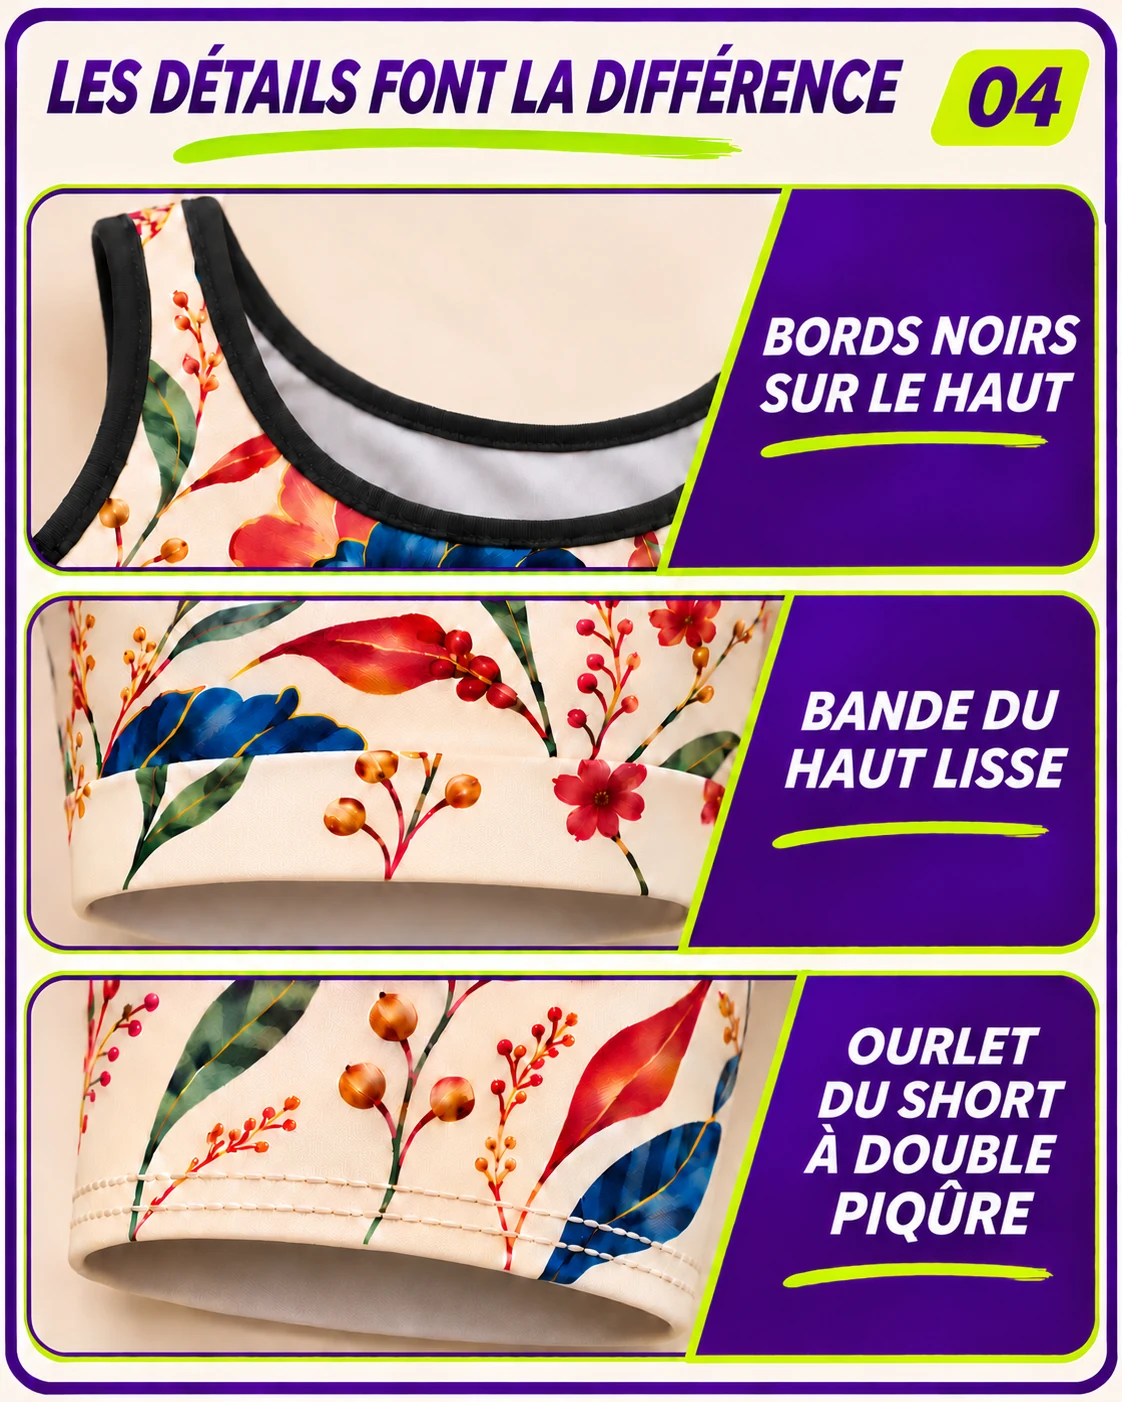 LES DÉTAILS FONT LA DIFFÉRENCE
04
BORDS NOIRS
SUR LE HAUT
BANDE DU
HAUT LISSE
OURLET
DU SHORT
À DOUBLE
PIQÛRE